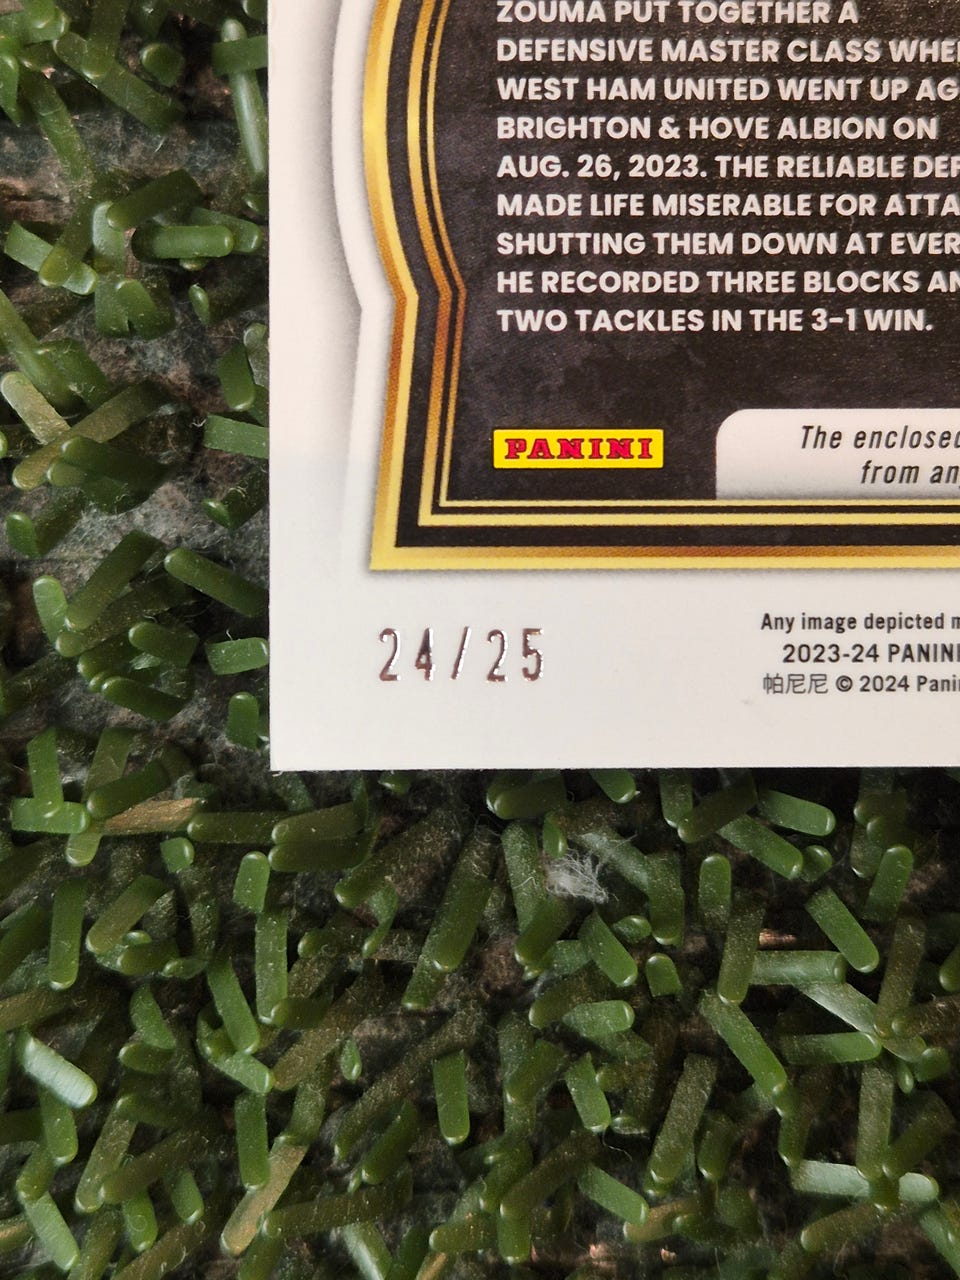 ZOUMA PUT TOGETHER A
DEFENSIVE MASTER CLASS WHE
WEST HAM UNITED WENT UP AG
BRIGHTON & HOVE ALBION ON
AUG. 26, 2023. THE RELIABLE DEF
MADE LIFE MISERABLE FOR ATTA
SHUTTING THEM DOWN AT EVER
HE RECORDED THREE BLOCKS AN
TWO TACKLES IN THE 3-1 WIN.
PANINI
The enclosed
from any
24/25
Any image depicted m
2023-24 PANINI
帕尼尼 © 2024 Panin